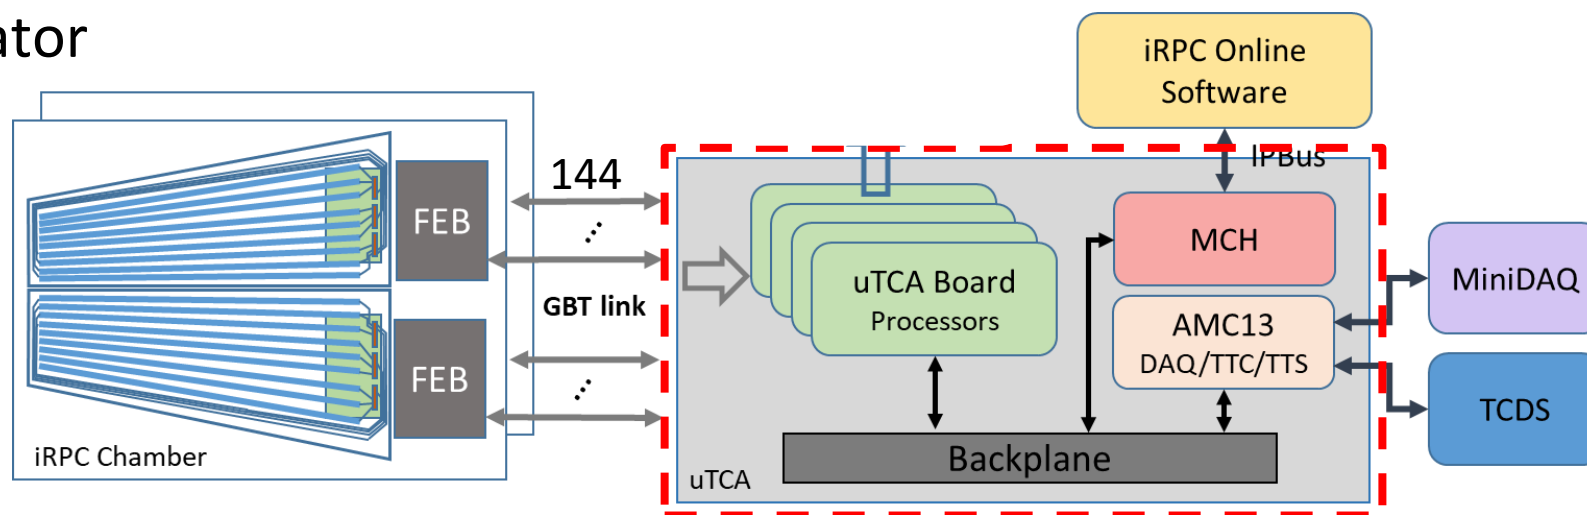 ator
iRPC Online
Software
IPBus
144
...
FEB
GBT link
FEB
...
iRPC Chamber
uTCA Board
Processors
MCH
AMC13
DAQ/TTC/TTS
Backplane
uTCA
MiniDAQ
TCDS